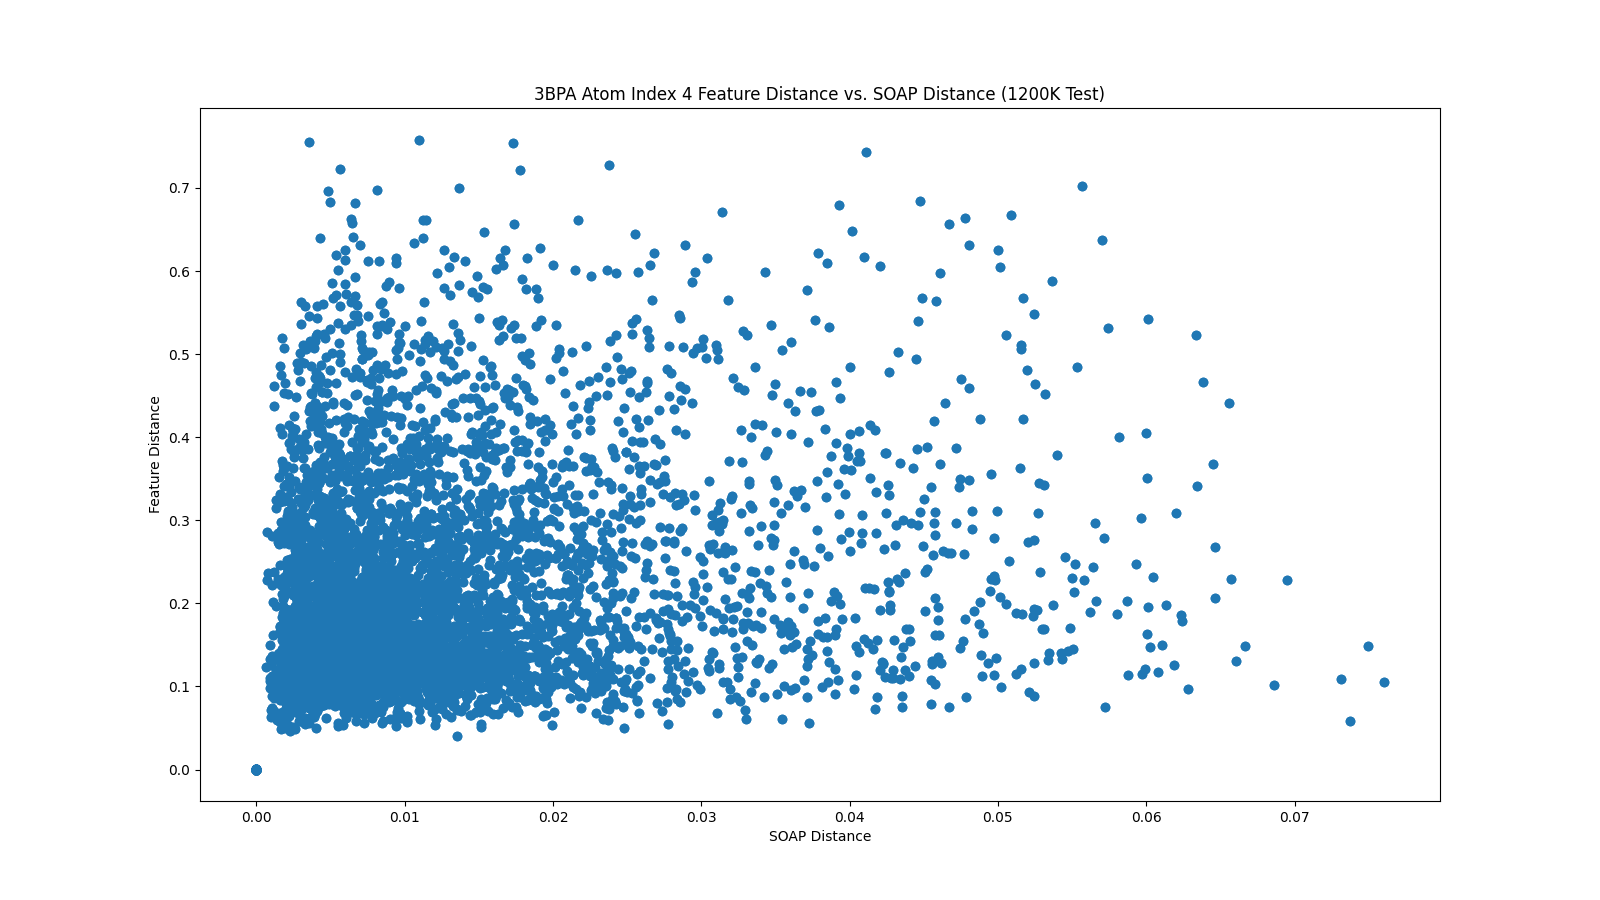 3BPA Atom Index 4 Feature Distance vs. SOAP Distance (1200K Test)
0.7
0.6
0.5
0.4
0.3
0.2
0.1
0.0
Feature Distance
0.00 0.01 0.02 0.03 0.04 0.05 0.06 0.07
SOAP Distance